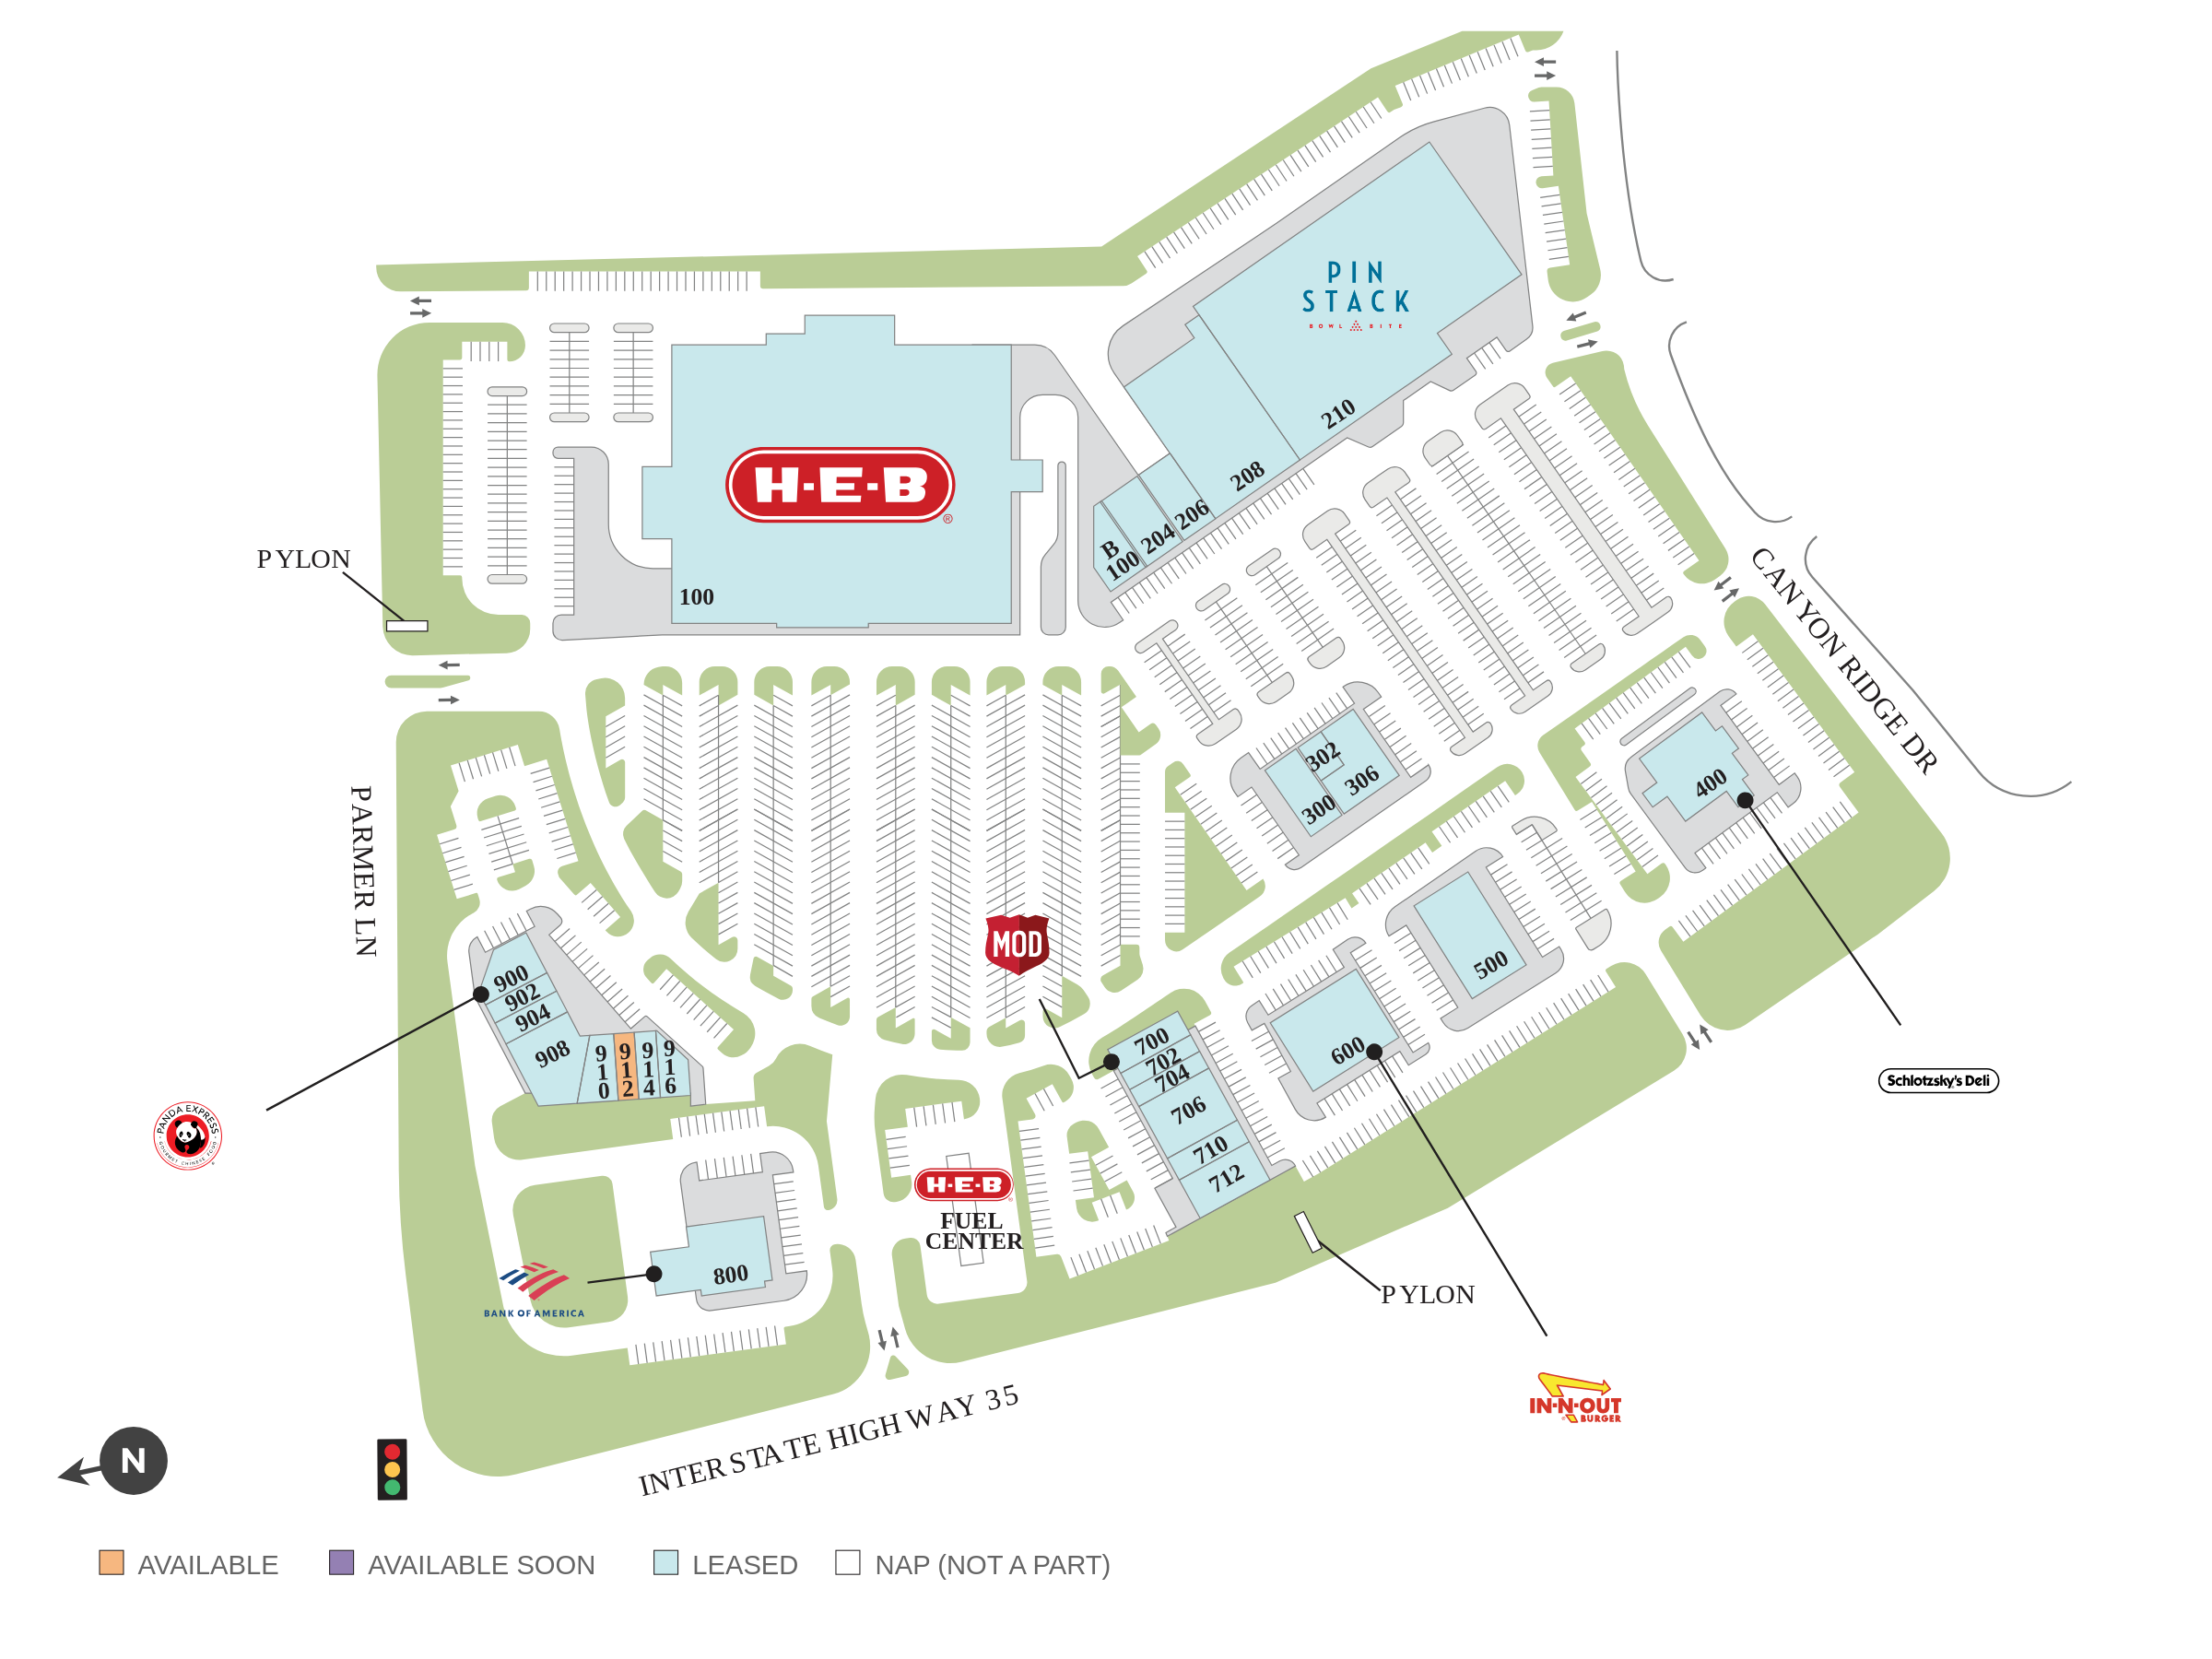 PIN
STACK
BOWL BITE
210
208
206
204
B
100
H-E-B
®
100
PYLON
CANYON RIDGE DR
302
306
300
400
PARMER LN
MOD
500
900
902
904
908
910
912
914
916
700
702
704
706
710
712
600
Schlotzsky's Deli
PANDA EXPRESS
GOURMET CHINESE FOOD
H-E-B
FUEL
CENTER
800
BANK OF AMERICA
PYLON
IN-N-OUT
BURGER
INTERSTATE HIGHWAY 35
N
AVAILABLE
AVAILABLE SOON
LEASED
NAP (NOT A PART)